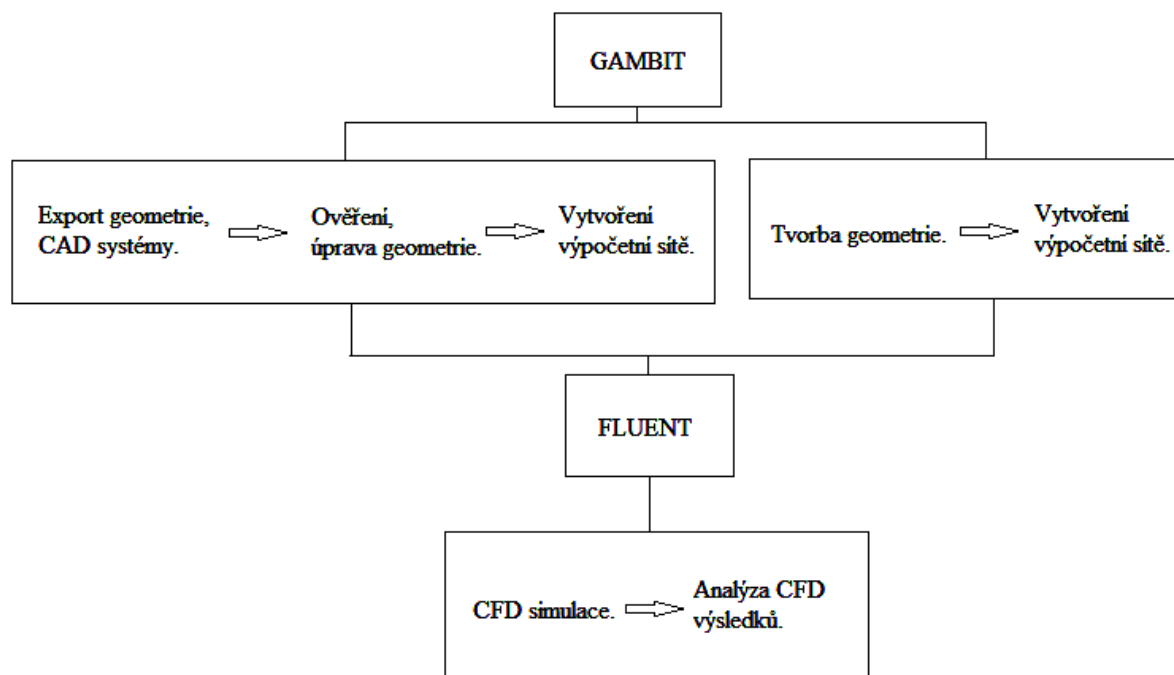 GAMBIT
Export geometrie,
CAD systémy.
Ověření,
úprava geometrie.
Vytvoření
výpočetní sítě.
Tvorba geometrie.
Vytvoření
výpočetní sítě.
FLUENT
CFD simulace.
Analýza CFD
výsledků.